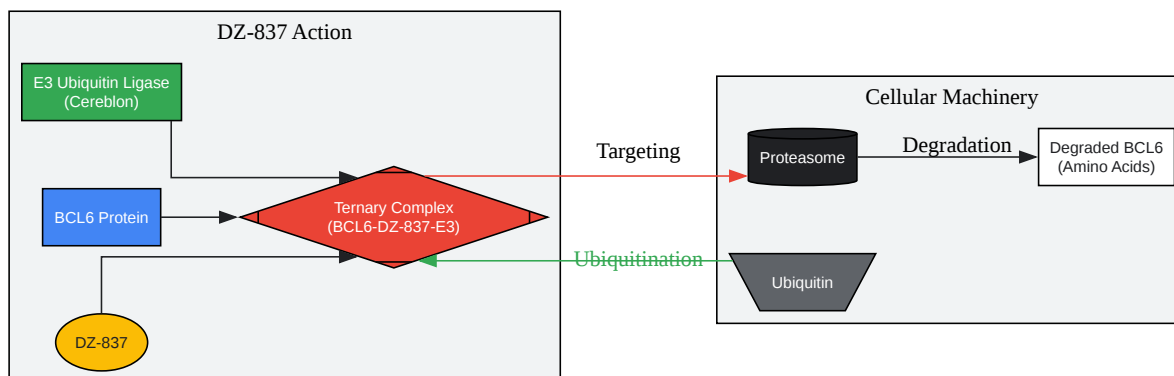 DZ-837 Action
E3 Ubiquitin Ligase
(Cereblon)
BCL6 Protein
DZ-837
Ternary Complex
(BCL6-DZ-837-E3)
Targeting
Ubiquitination
Cellular Machinery
Proteasome
Degradation
Degraded BCL6
(Amino Acids)
Ubiquitin